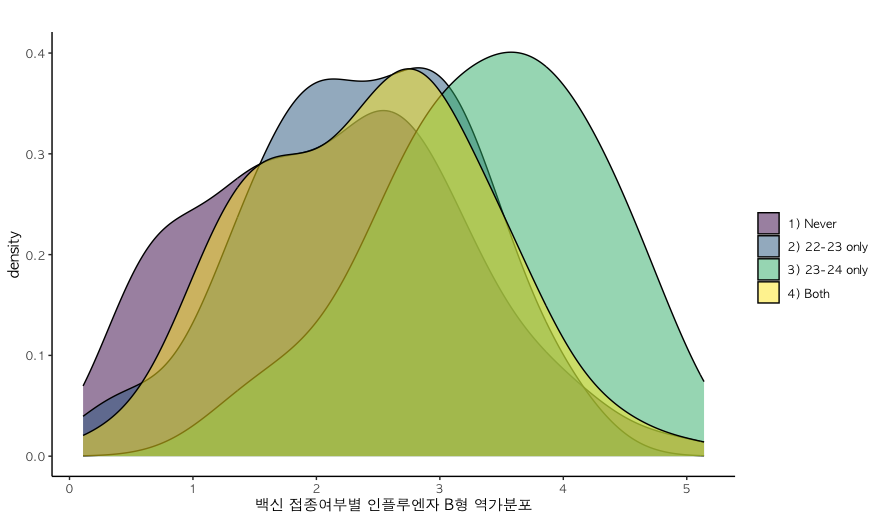 0.4
0.3
0.2
0.1
0.0
density
0 1 2 3 4 5
백신 접종여부별 인플루엔자 B형 역가분포
1) Never
2) 22-23 only
3) 23-24 only
4) Both